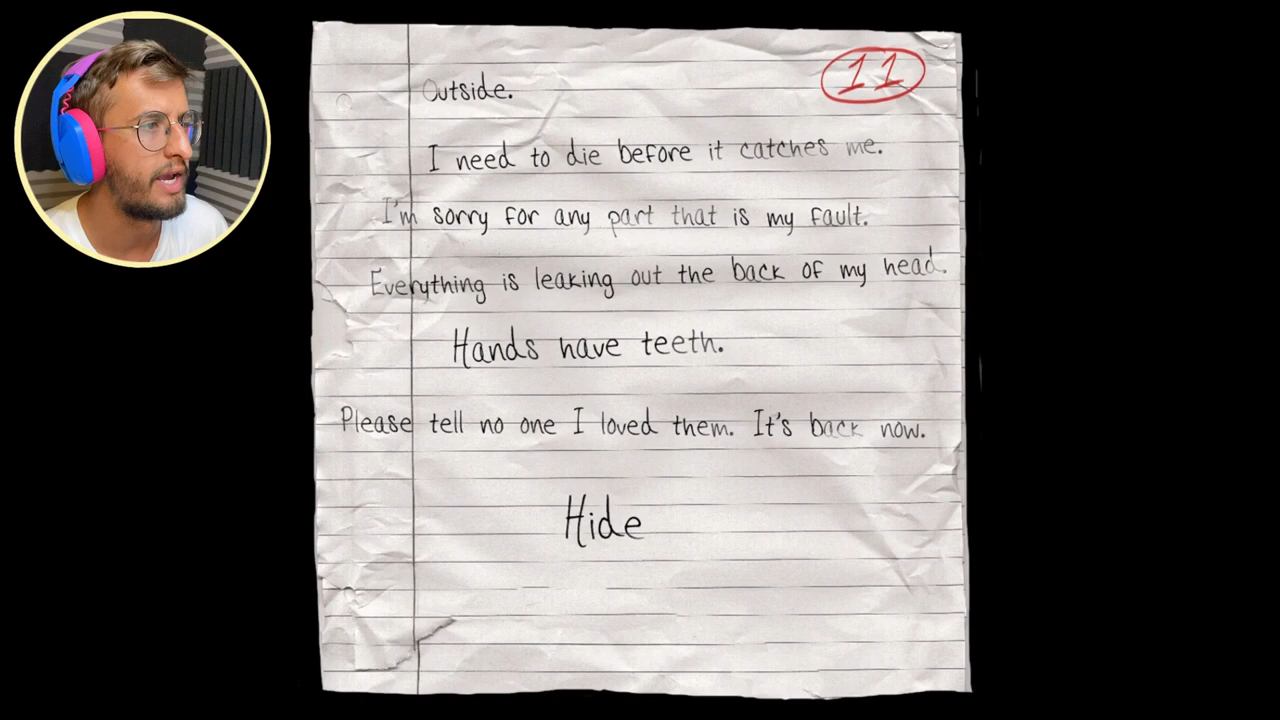 11
Outside.
I need to die before it catches me.
I'm sorry for any part that is my fault.
Everything is leaking out the back of my head.
Hands have teeth.
Please tell no one I loved them. It's back now.
Hide